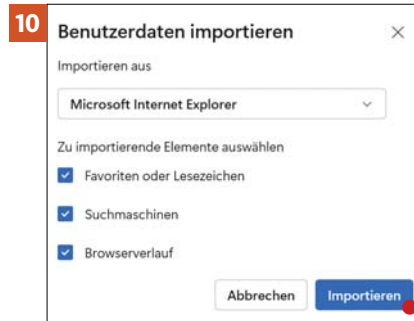 10
Benutzerdaten importieren
Importieren aus
Microsoft Internet Explorer
Zu importierende Elemente auswählen
Favoriten oder Lesezeichen
Suchmaschinen
Browserverlauf
Abbrechen Importieren